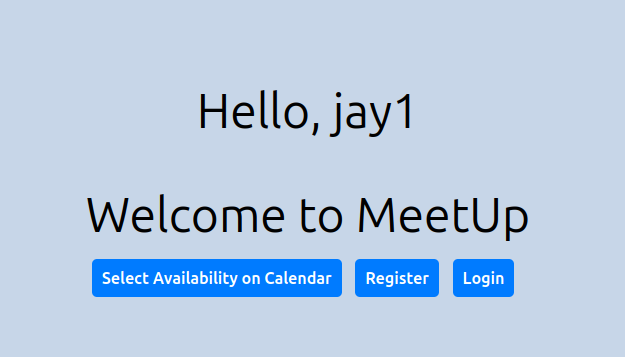 Hello, jay1
Welcome to MeetUp
Select Availability on Calendar Register Login